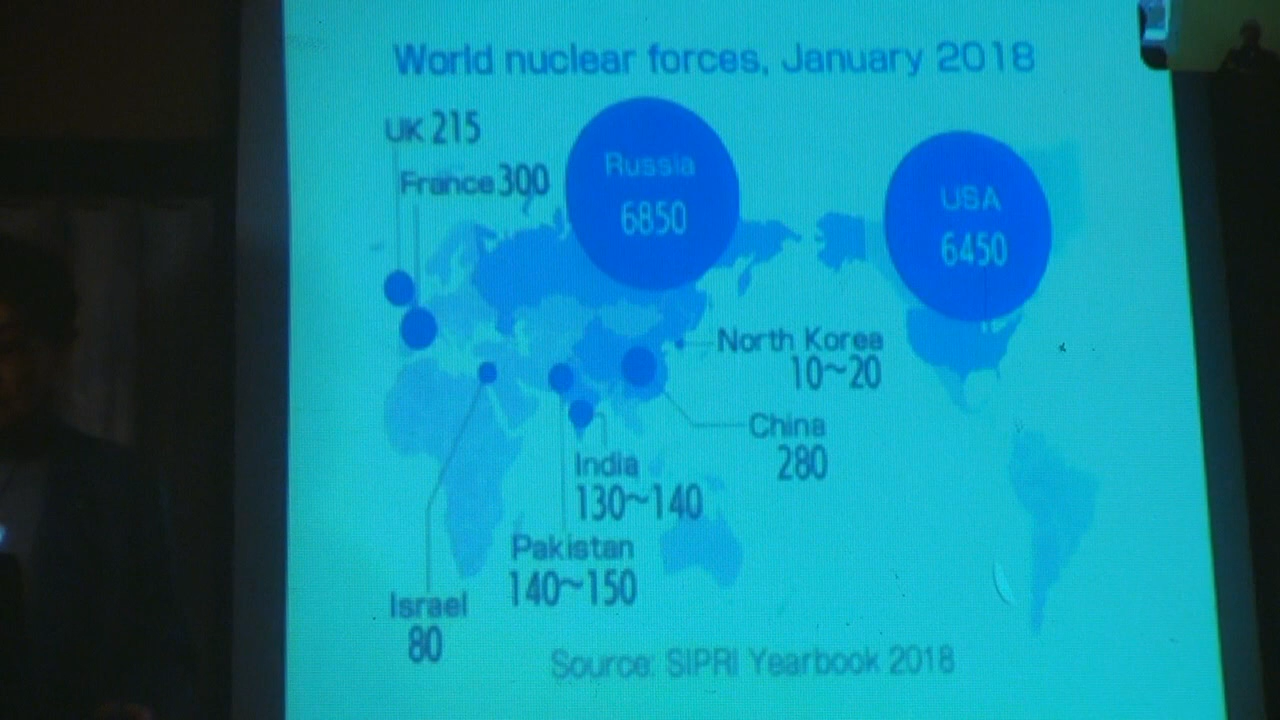 World nuclear forces, January 2018
UK 215
France 300
Russia
6850
USA
6450
North Korea
10~20
China
280
India
130~140
Pakistan
140~150
Israel
80
Source: SIPRI Yearbook 2018